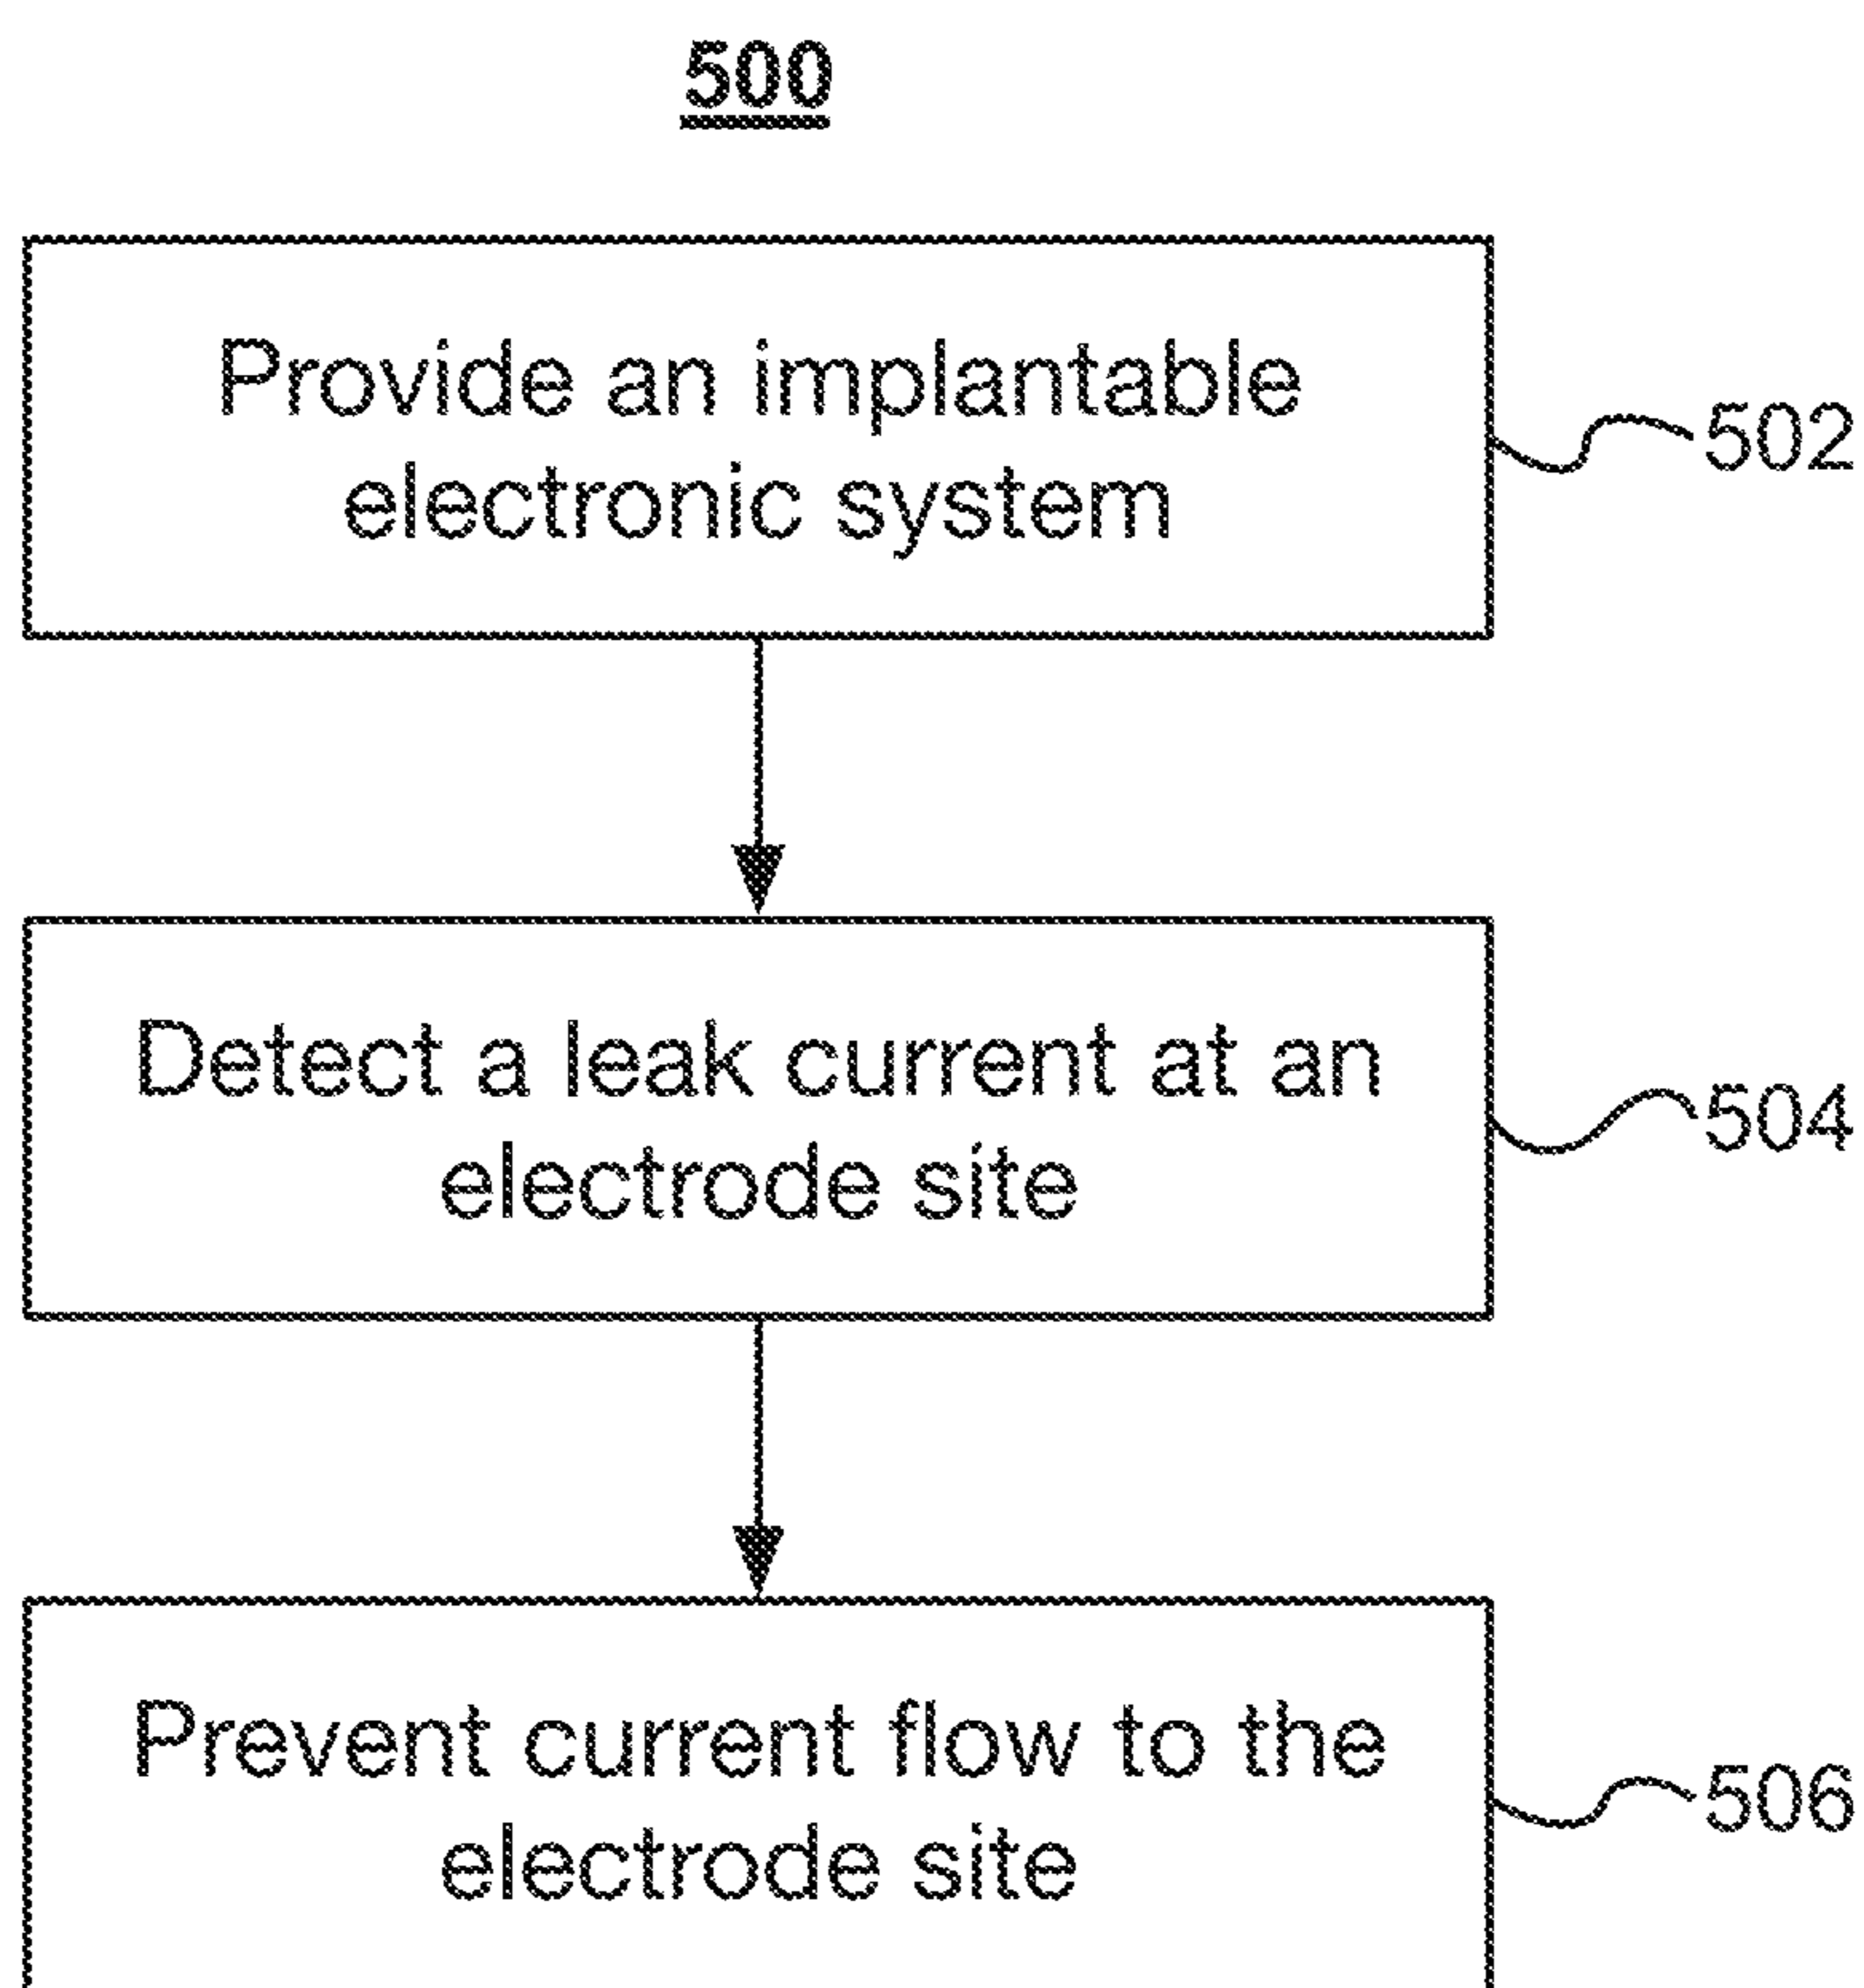 500
Provide an implantable
electronic system
502
Detect a leak current at an
electrode site
504
Prevent current flow to the
electrode site
506